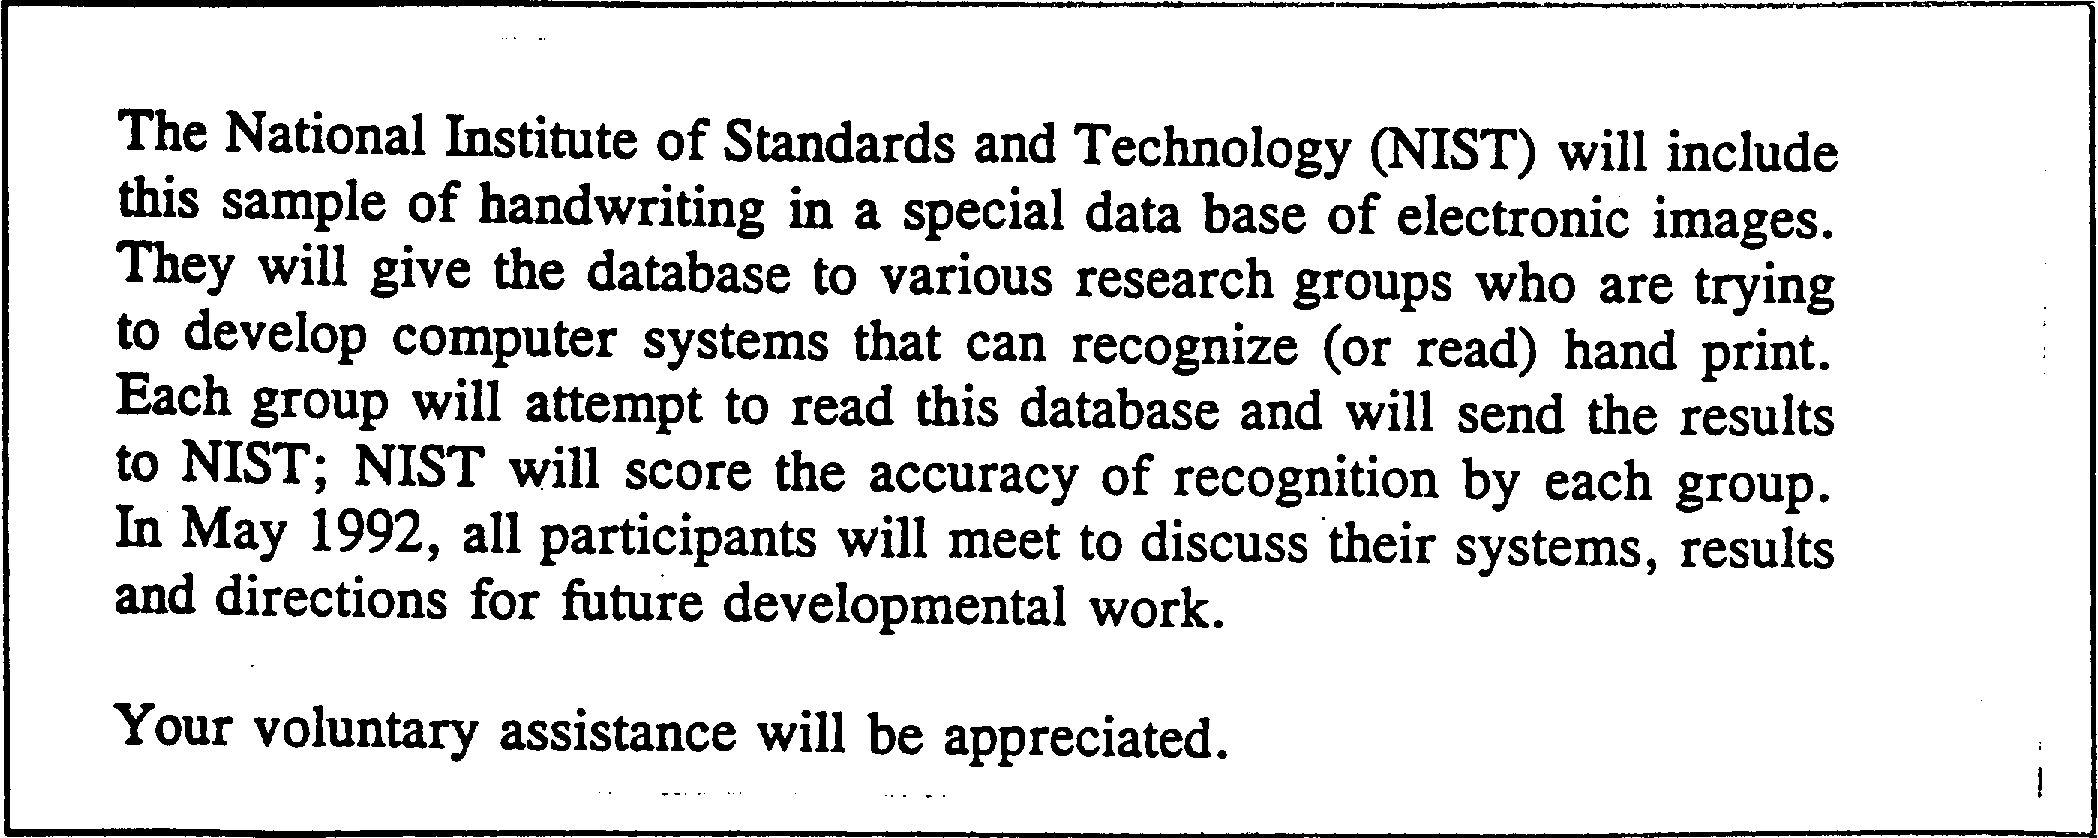 The National Institute of Standards and Technology (NIST) will include
this sample of handwriting in a special data base of electronic images.
They will give the database to various research groups who are trying
to develop computer systems that can recognize (or read) hand print.
Each group will attempt to read this database and will send the results
to NIST; NIST will score the accuracy of recognition by each group.
In May 1992, all participants will meet to discuss their systems, results
and directions for future developmental work.
Your voluntary assistance will be appreciated.